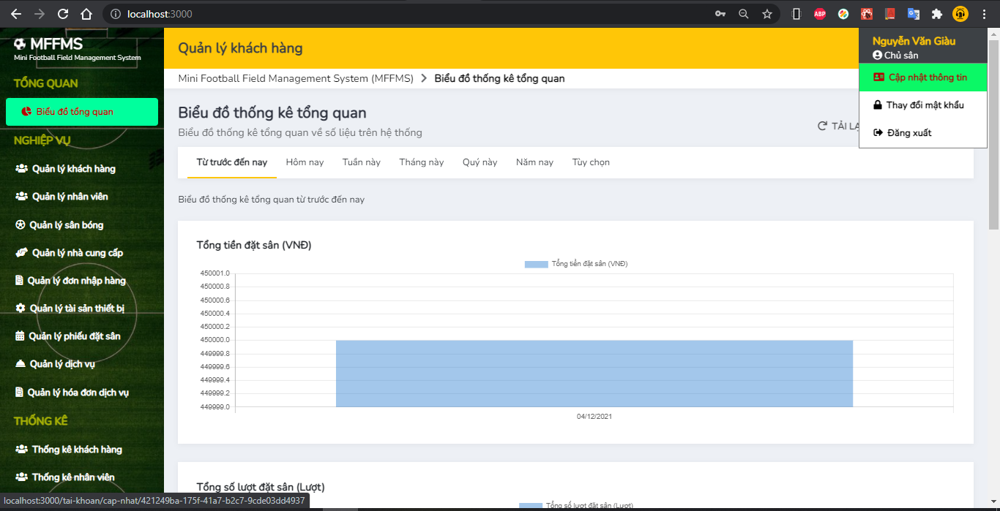 localhost:3000
ABP
MFFMS
Mini Football Field Management System
TỔNG QUAN
Biểu đồ tổng quan
NGHIỆP VỤ
Quản lý khách hàng
Quản lý nhân viên
Quản lý sân bóng
Quản lý nhà cung cấp
Quản lý đơn nhập hàng
Quản lý tài sản thiết bị
Quản lý phiếu đặt sân
Quản lý dịch vụ
Quản lý hóa đơn dịch vụ
THỐNG KÊ
Thống kê khách hàng
Thống kê nhân viên
Quản lý khách hàng
Nguyễn Văn Giàu
Chủ sân
Cập nhật thông tin
Thay đổi mật khẩu
Đăng xuất
Mini Football Field Management System (MFFMS) > Biểu đồ thống kê tổng quan
Biểu đồ thống kê tổng quan
Biểu đồ thống kê tổng quan về số liệu trên hệ thống
TẢI LẠ
Từ trước đến nay Hôm nay Tuần này Tháng này Quý này Năm nay Tùy chọn
Biểu đồ thống kê tổng quan từ trước đến nay
Tổng tiền đặt sân (VNĐ)
Tổng tiền đặt sân (VNĐ)
450001.0
450000.8
450000.6
450000.4
450000.2
450000.0
449999.8
449999.6
449999.4
449999.2
449999.0
04/12/2021
Tổng số lượt đặt sân (Lượt)
Tổng số lượt đặt sân (Lượt)
localhost:3000/tai-khoan/cap-nhat/421249ba-175f-41a7-b2c7-9cde03dd4937